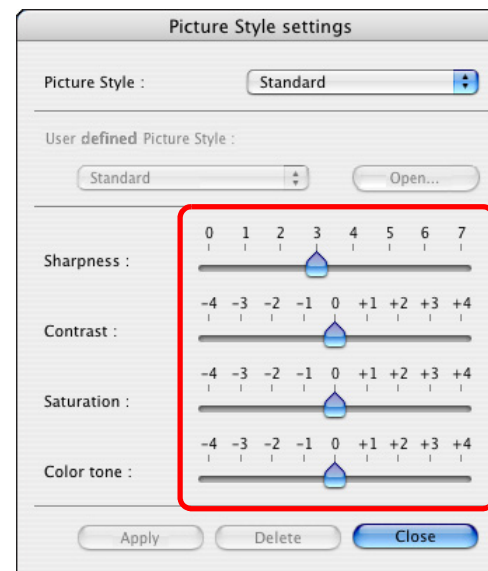 Picture Style settings
Picture Style :
Standard
User defined Picture Style :
Standard
Open...
0 1 2 3 4 5 6 7
Sharpness :
-4 -3 -2 -1 0 +1 +2 +3 +4
Contrast :
-4 -3 -2 -1 0 +1 +2 +3 +4
Saturation :
-4 -3 -2 -1 0 +1 +2 +3 +4
Color tone :
Apply Delete Close